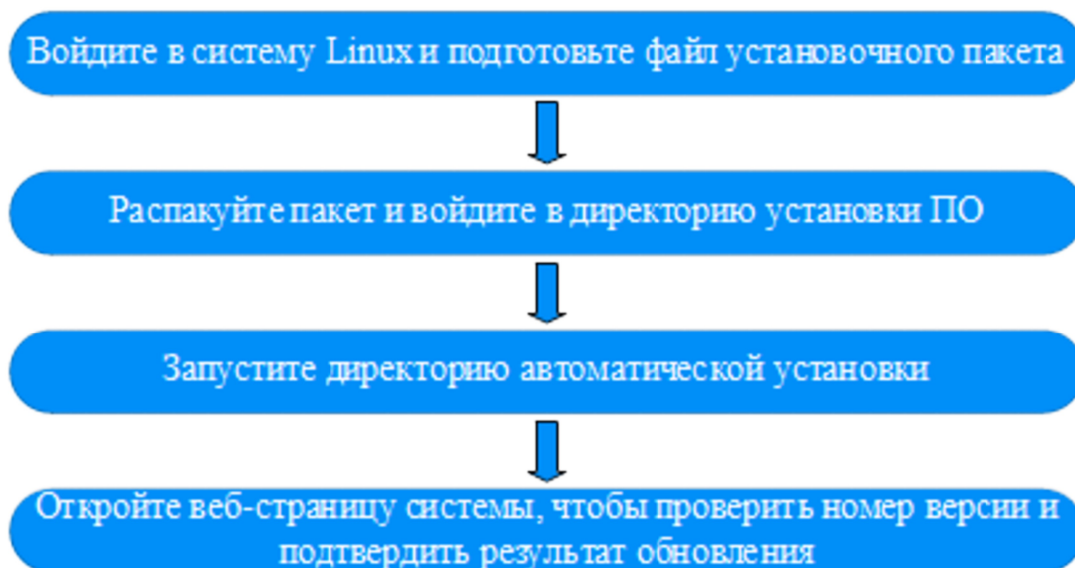 Войдите в систему Linux и подготовьте файл установочного пакета
Распакуйте пакет и войдите в директорию установки ПО
Запустите директорию автоматической установки
Откройте веб-страницу системы, чтобы проверить номер версии и
подтвердить результат обновления